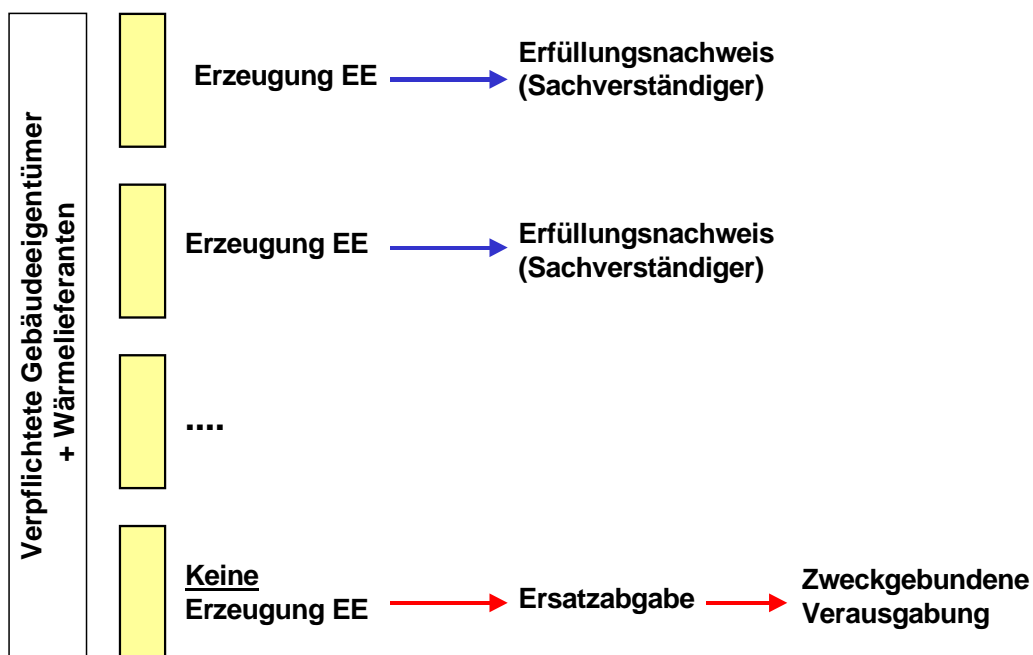 Verpflichtete Gebäudeeigentümer
+ Wärmelieferanten
Erzeugung EE
Erfüllungsnachweis
(Sachverständiger)
Erzeugung EE
Erfüllungsnachweis
(Sachverständiger)
....
Keine
Erzeugung EE
Ersatzabgabe
Zweckgebundene
Verausgabung